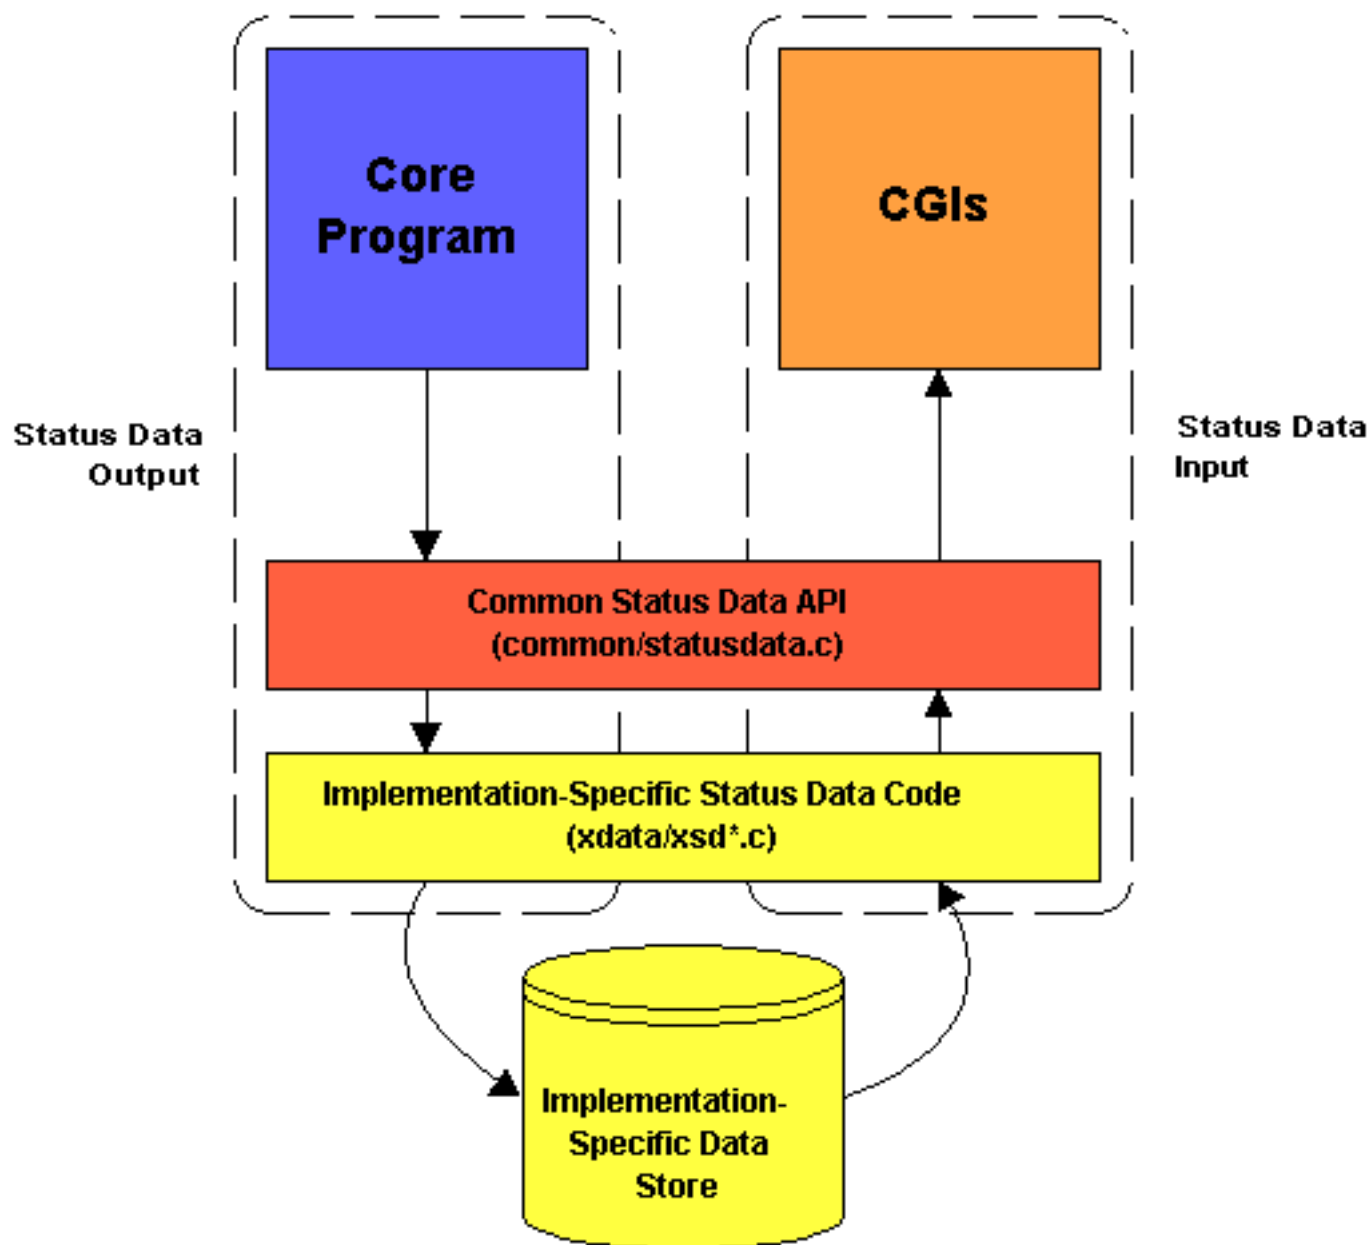 Core
Program
CGIs
Status Data
Output
Status Data
Input
Common Status Data API
(common/statusdata.c)
Implementation-Specific Status Data Code
(xdata/xsd*.c)
Implementation-
Specific Data
Store